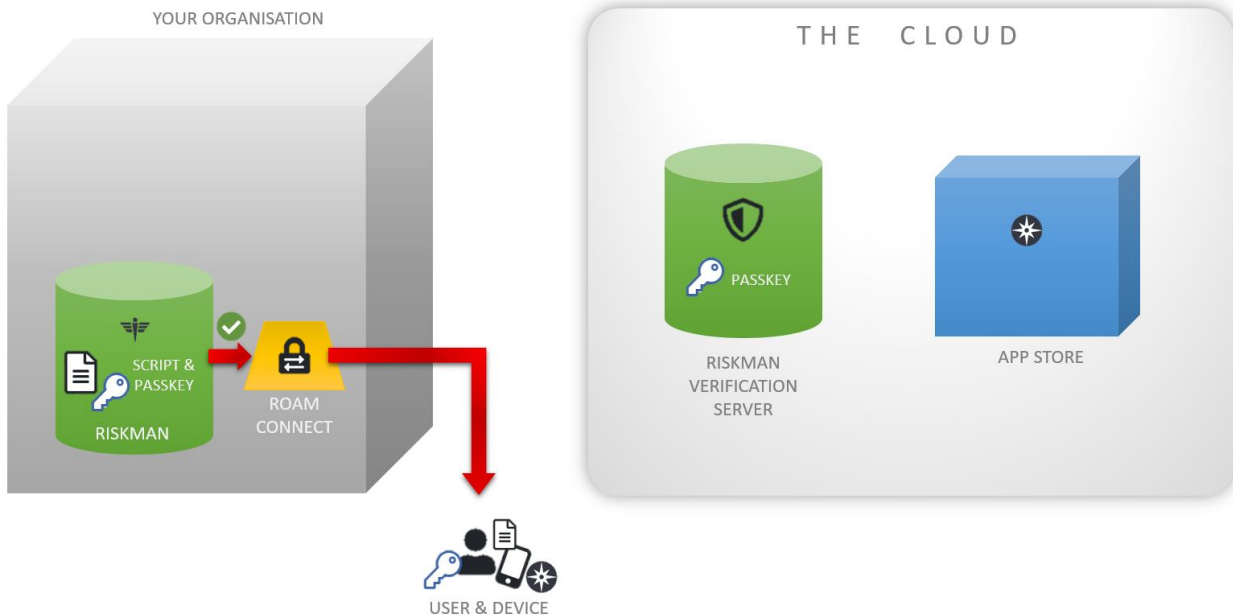 YOUR ORGANISATION
THE CLOUD
PASSKEY
SCRIPT &
PASSKEY
RISKMAN
ROAM
CONNECT
RISKMAN
VERIFICATION
SERVER
APP STORE
USER & DEVICE